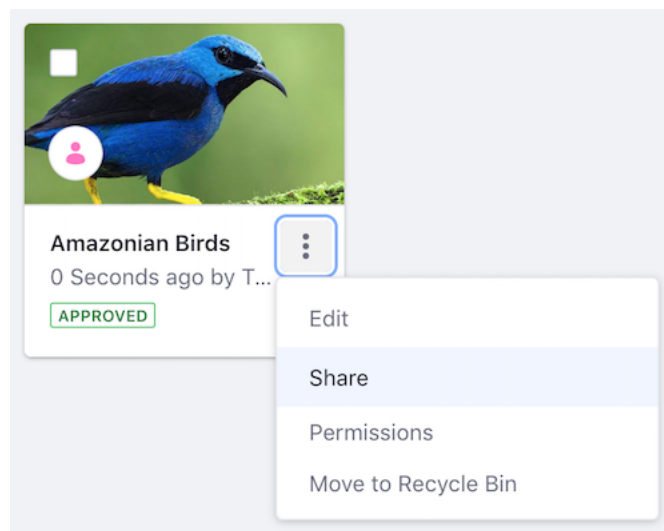 Amazonian Birds
0 Seconds ago by T...
APPROVED
Edit
Share
Permissions
Move to Recycle Bin